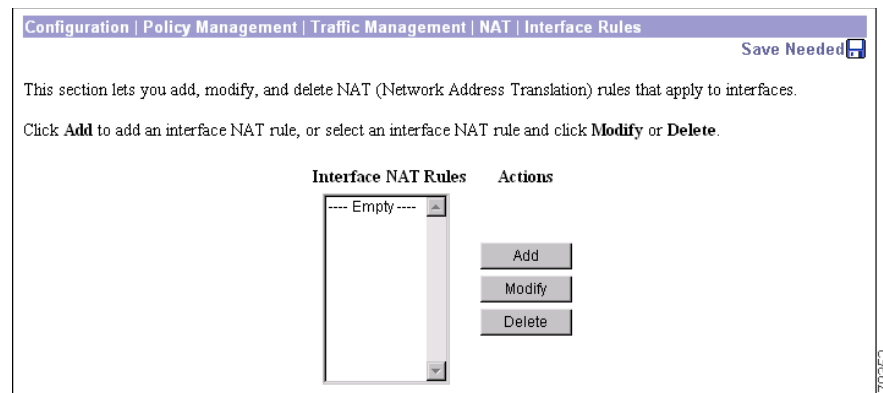 Configuration | Policy Management | Traffic Management | NAT | Interface Rules
Save Needed
This section lets you add, modify, and delete NAT (Network Address Translation) rules that apply to interfaces.
Click Add to add an interface NAT rule, or select an interface NAT rule and click Modify or Delete.
Interface NAT Rules Actions
---- Empty ----
Add
Modify
Delete